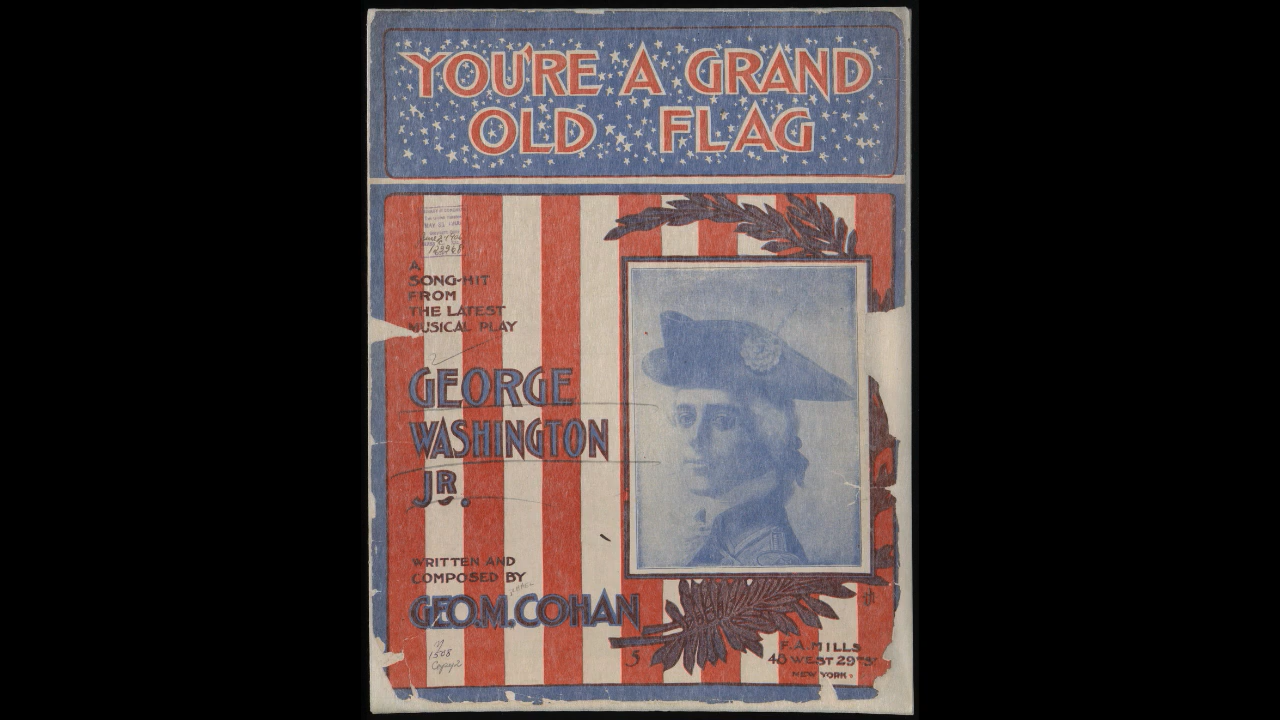 YOU'RE A GRAND
OLD FLAG
A
SONG-HIT
FROM
THE LATEST
MUSICAL PLAY
GEORGE
WASHINGTON
JR.
WRITTEN AND
COMPOSED BY
GEO. M. COHAN
5
F. A. MILLS
48 WEST 29TH ST
NEW YORK.